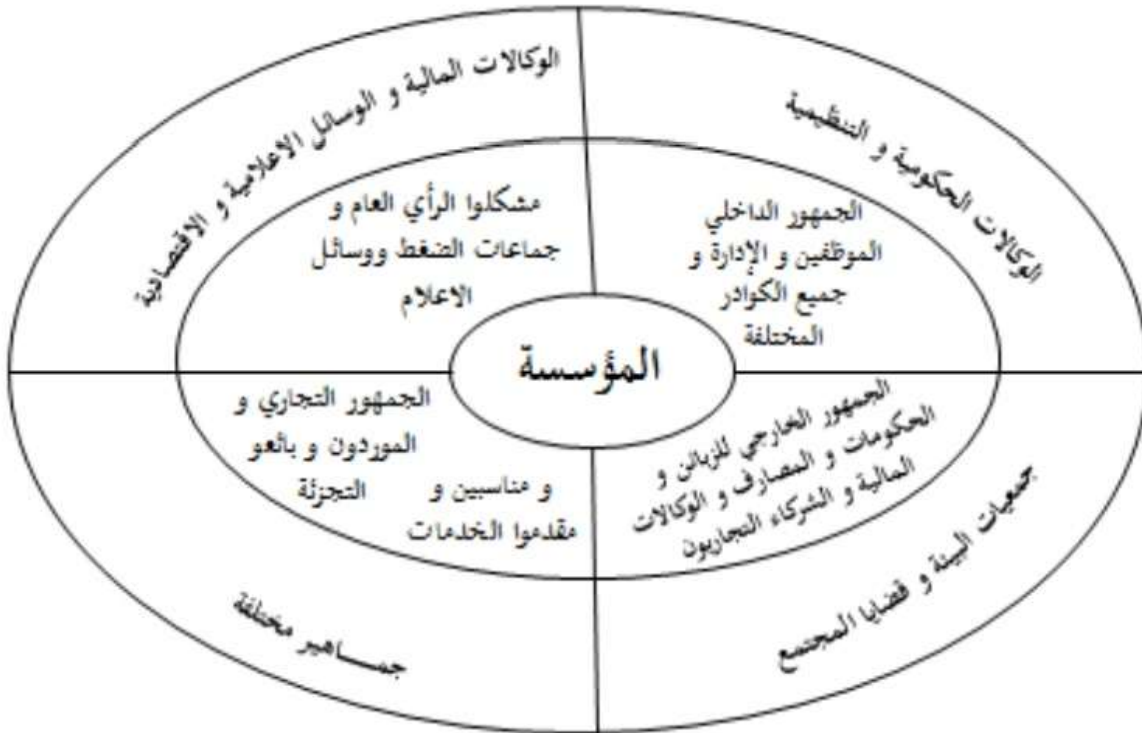 الوكالات المالية و الوسائل الاعلامية و الاقتصادية
الوكالات الحكومية و التنظيمية
مشكلوا الرأي العام و
جماعات الضغط ووسائل
الاعلام
الجمهور الداخلي
الموظفين و الإدارة و
جميع الكوادر
المختلفة
المؤسسة
الجمهور التجاري و
الموردون و بائعو
التجزئة
و مناسبين و
مقدموا الخدمات
الجمهور الخارجي للزبائن و
الحكومات و المصارف و الوكالات
المالية و الشركاء التجاريون
جمـــاهير مختلفة
جمعيات البيئة و قضايا المجتمع